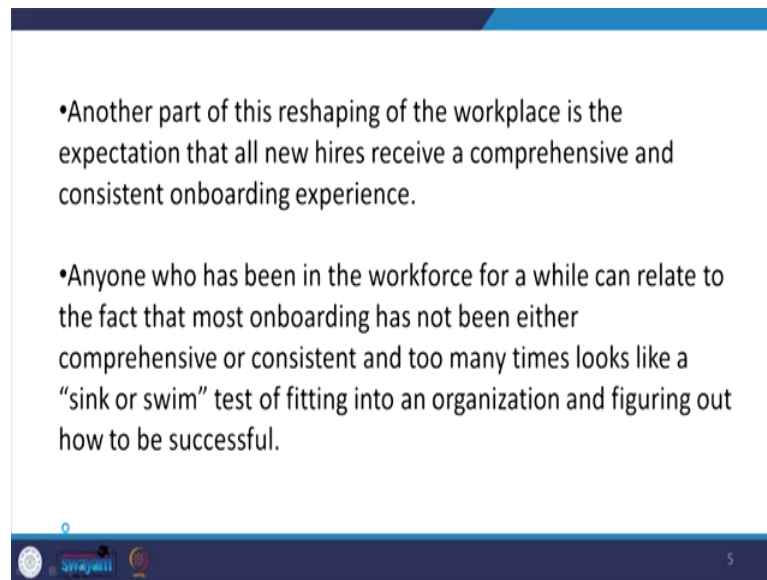 •Another part of this reshaping of the workplace is the
expectation that all new hires receive a comprehensive and
consistent onboarding experience.
•Anyone who has been in the workforce for a while can relate to
the fact that most onboarding has not been either
comprehensive or consistent and too many times looks like a
“sink or swim” test of fitting into an organization and figuring out
how to be successful.
swayam
5